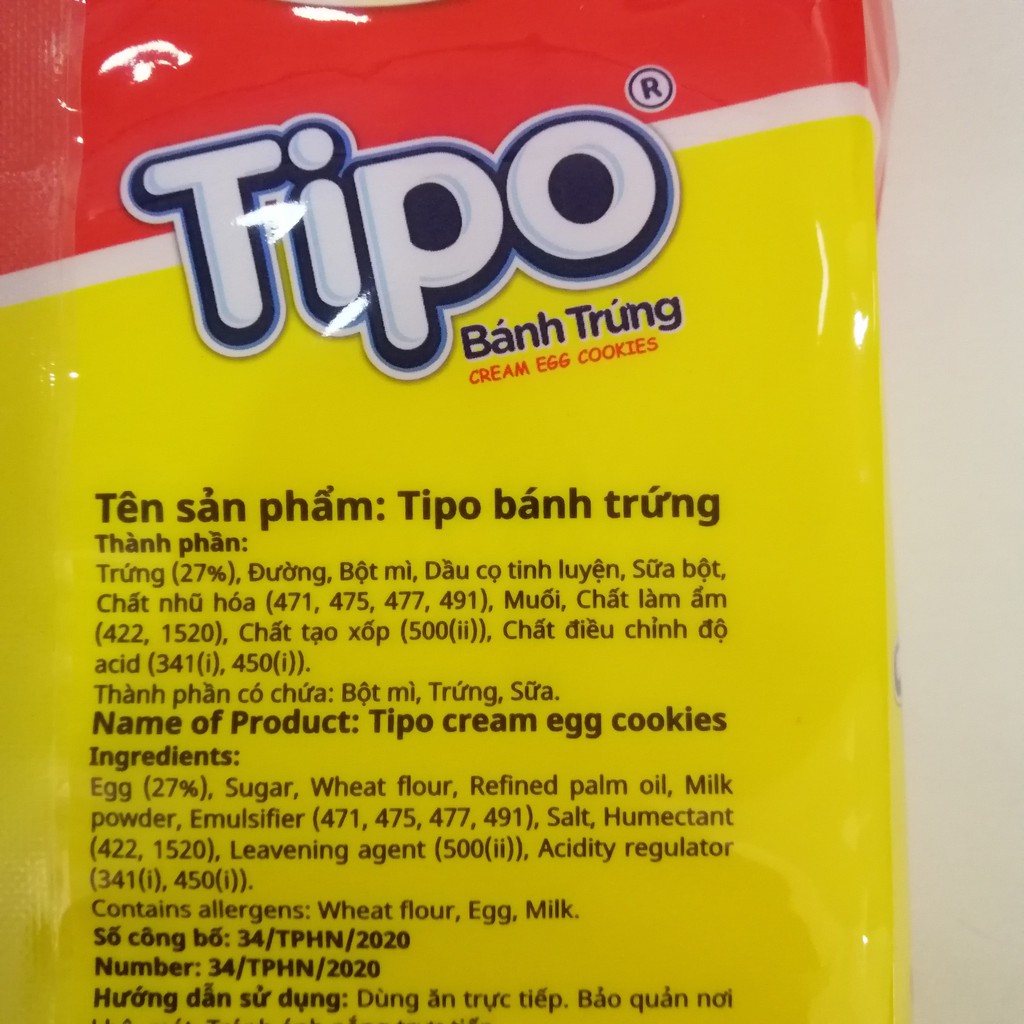 Tipo ®
Bánh Trứng
CREAM EGG COOKIES
Tên sản phẩm: Tipo bánh trứng
Thành phần:
Trứng (27%), Đường, Bột mì, Dầu cọ tinh luyện, Sữa bột,
Chất nhũ hóa (471, 475, 477, 491), Muối, Chất làm ẩm
(422, 1520), Chất tạo xốp (500(ii)), Chất điều chỉnh độ
acid (341(i), 450(i)).
Thành phần có chứa: Bột mì, Trứng, Sữa.
Name of Product: Tipo cream egg cookies
Ingredients:
Egg (27%), Sugar, Wheat flour, Refined palm oil, Milk
powder, Emulsifier (471, 475, 477, 491), Salt, Humectant
(422, 1520), Leavening agent (500(ii)), Acidity regulator
(341(i), 450(i)).
Contains allergens: Wheat flour, Egg, Milk.
Số công bố: 34/TPHN/2020
Number: 34/TPHN/2020
Hướng dẫn sử dụng: Dùng ăn trực tiếp. Bảo quản nơi